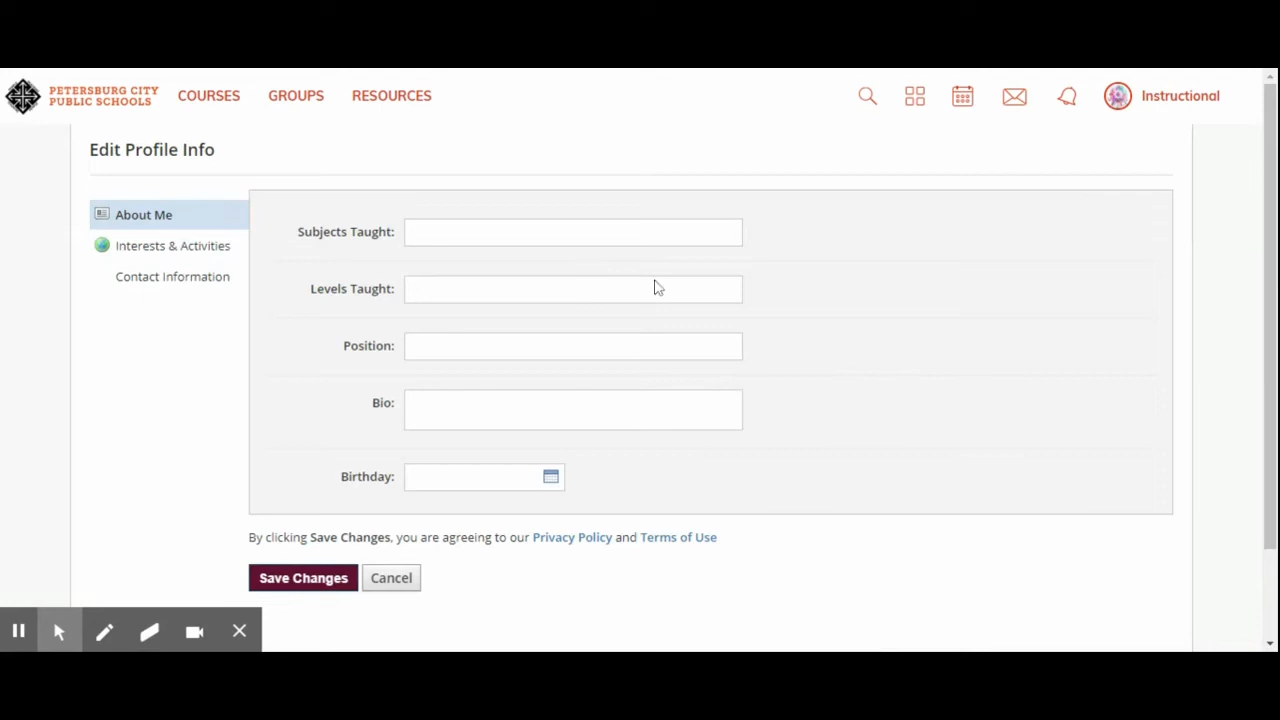 PETERSBURG CITY
PUBLIC SCHOOLS
COURSES
GROUPS
RESOURCES
Instructional
Edit Profile Info
About Me
Interests & Activities
Contact Information
Subjects Taught:
Levels Taught:
Position:
Bio:
Birthday:
By clicking Save Changes, you are agreeing to our Privacy Policy and Terms of Use
Save Changes
Cancel